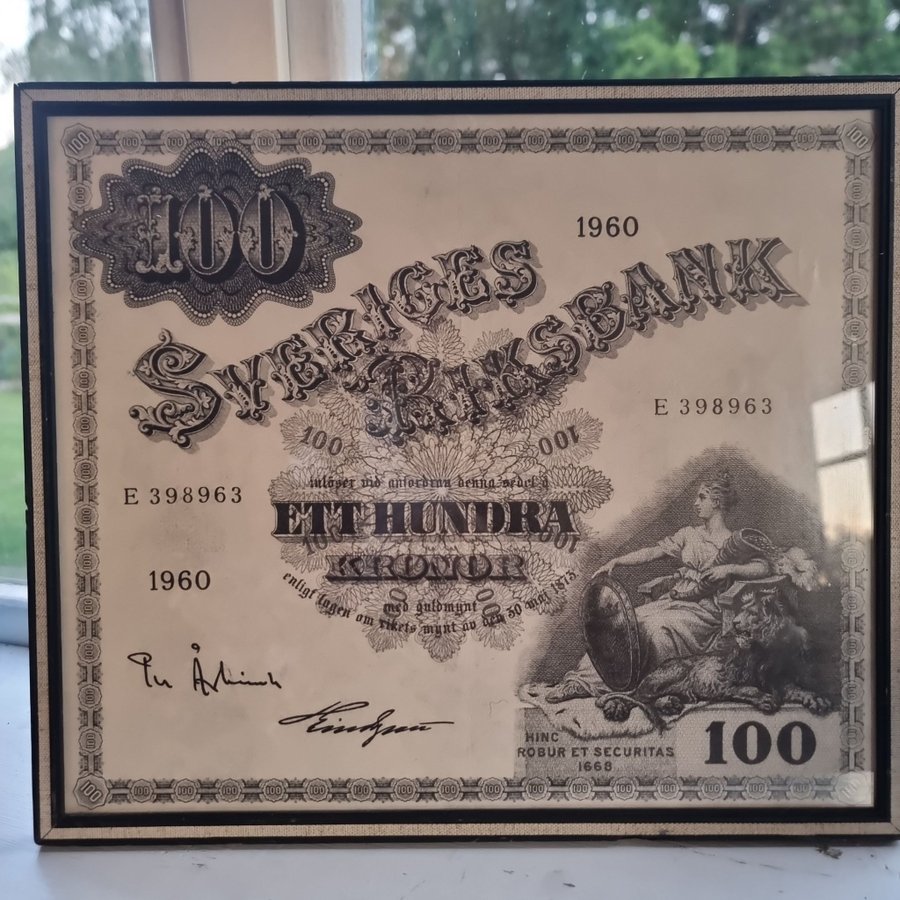 100
1960
SVERIGES
RIKSBANK
E 398963
100 100
inlöser vid anfordran denna sedel å
E 398963
ETT HUNDRA
KRONOR
1960
med guldmynt
enligt lagen om rikets mynt av den 30 maj 1873
HINC
ROBUR ET SECURITAS
1668
100